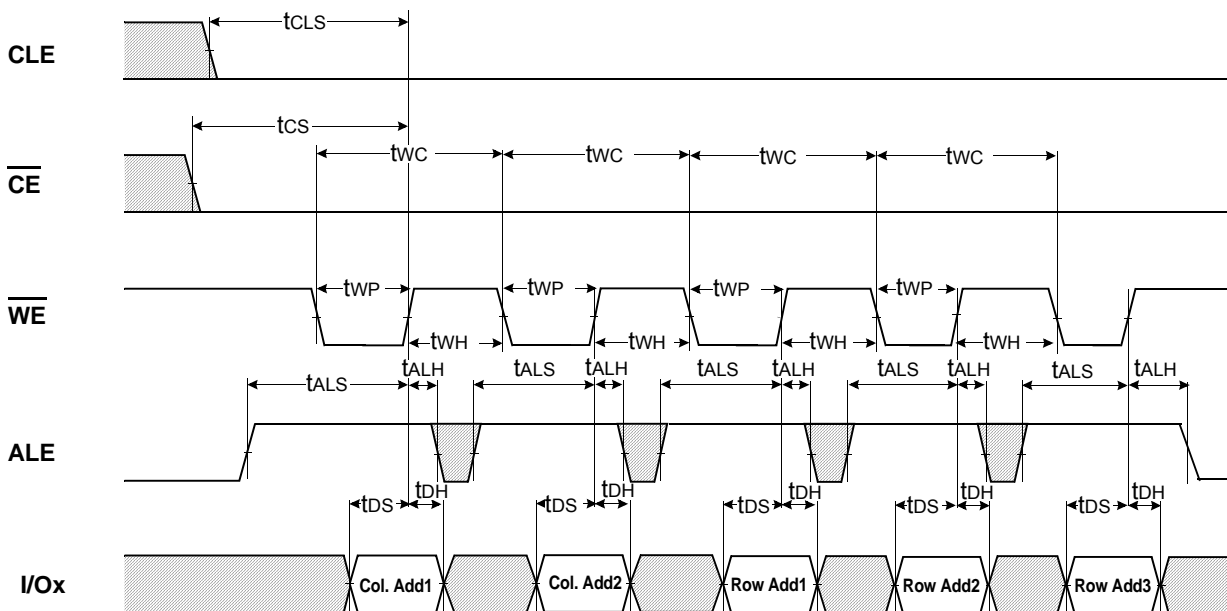 tCLS
CLE
tCS
tWC tWC tWC tWC
CE
tWP tWP tWP tWP
WE
tWH tWH tWH tWH
tALS tALH tALS tALH tALS tALH tALS tALH tALS tALH
ALE
tDS tDH tDS tDH tDS tDH tDS tDH tDS tDH
I/Ox Col. Add1 Col. Add2 Row Add1 Row Add2 Row Add3